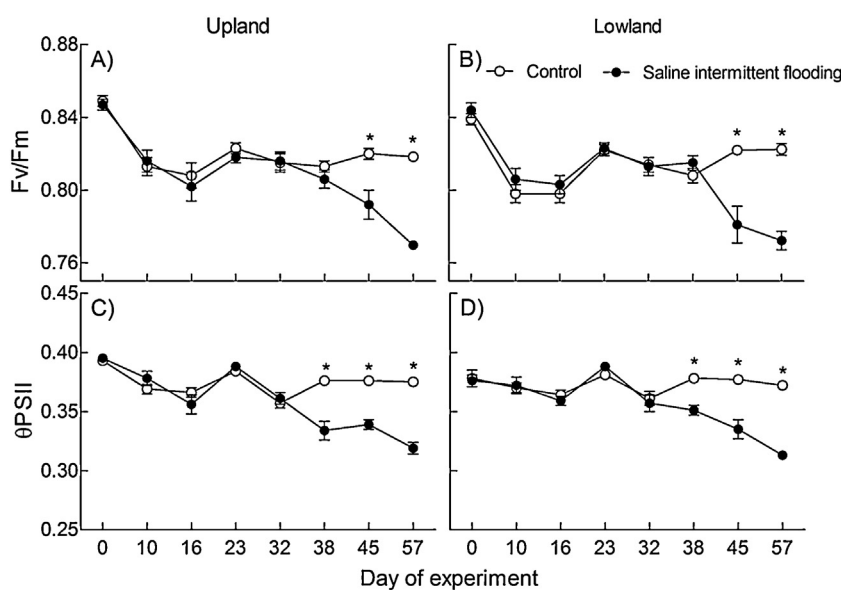 Upland
Lowland
A)
B)
Control
Saline intermittent flooding
Fv/Fm
0.88
0.84
0.80
0.76
* *
* *
C)
D)
θPSII
0.45
0.40
0.35
0.30
0.25
* * *
* * *
0 10 16 23 32 38 45 57
0 10 16 23 32 38 45 57
Day of experiment